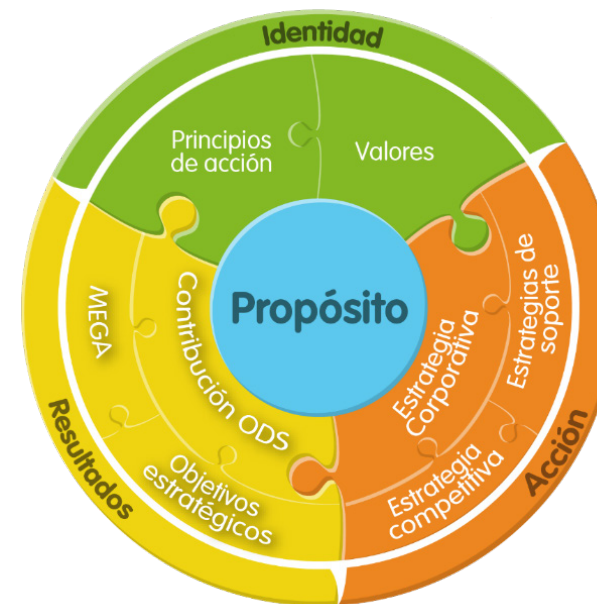 Identidad
Principios
de acción
Valores
Propósito
MEGA
Contribución ODS
Objetivos
estratégicos
Resultados
Estrategia
Corporativa
Estrategias de
soporte
Estrategia
competitiva
Acción